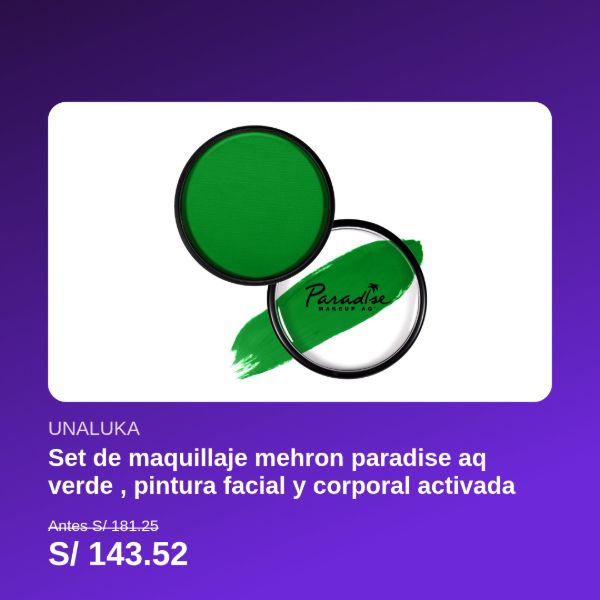 Paradise
MAKEUP AQ
UNALUKA
Set de maquillaje mehron paradise aq
verde , pintura facial y corporal activada
Antes S/ 181.25
S/ 143.52